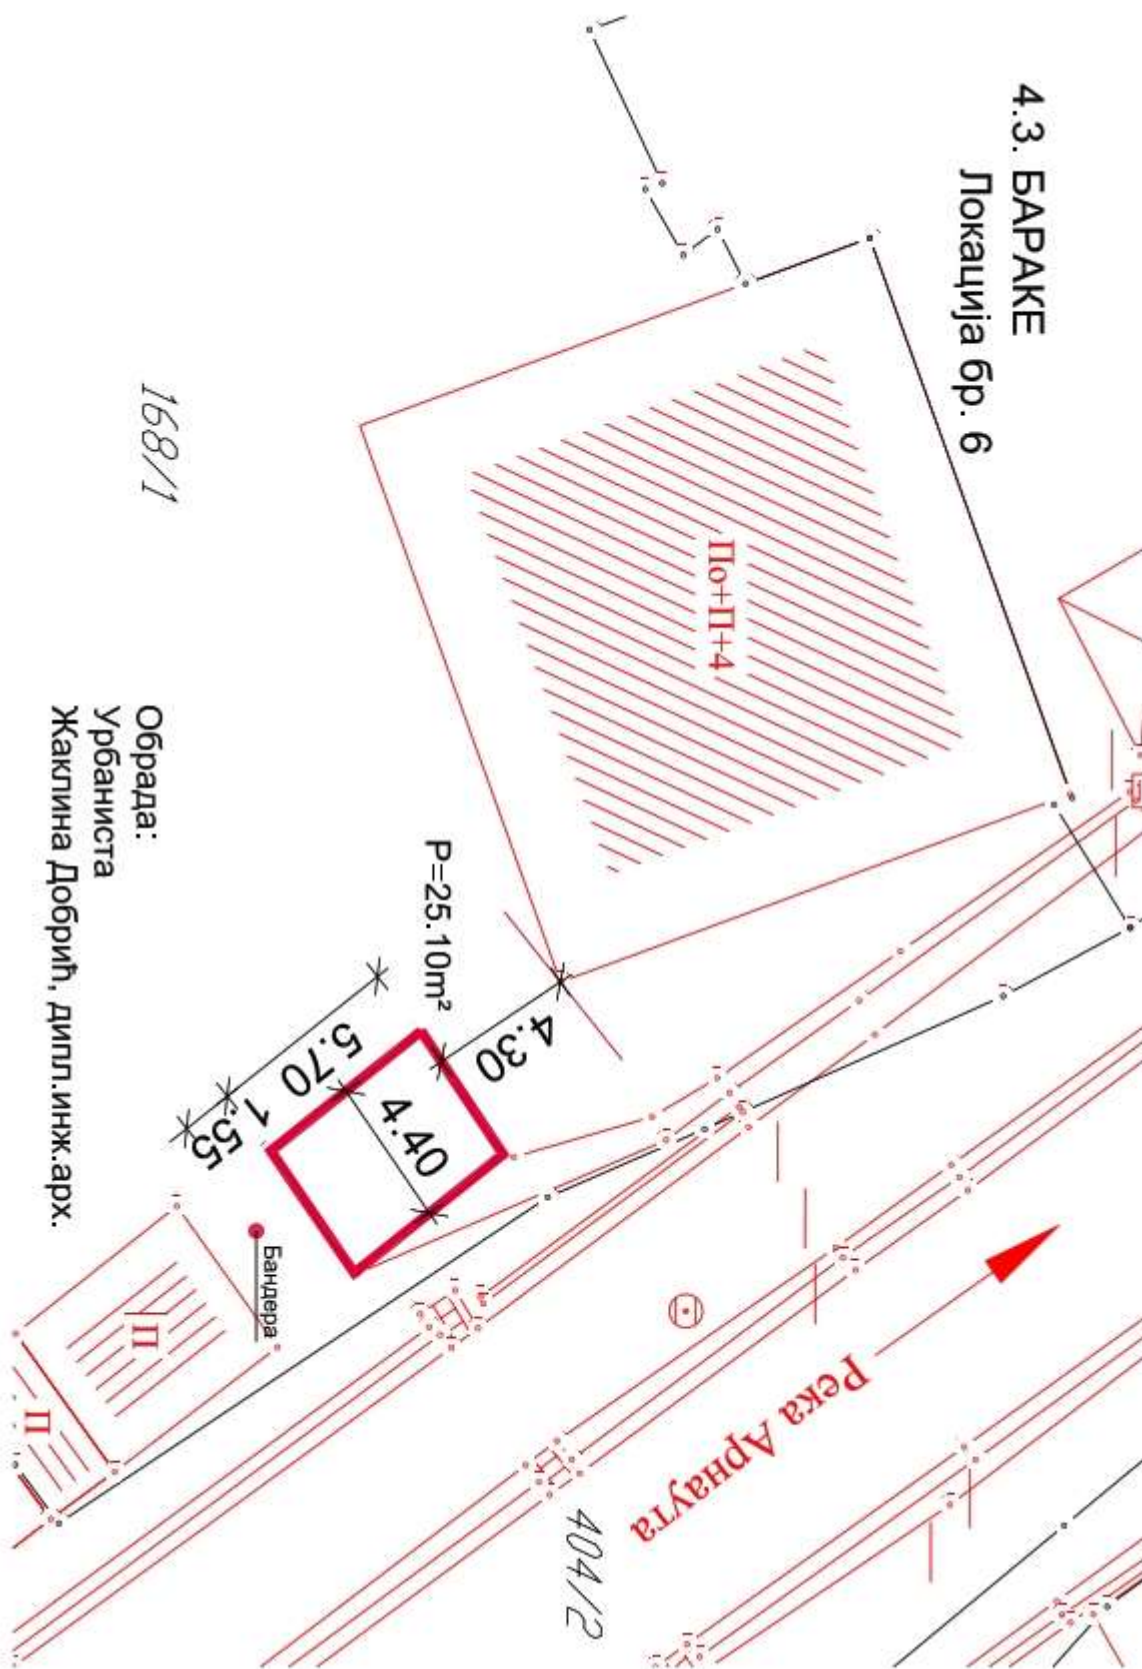 4.3. БАРАКЕ
Локација бр. 6
По+П+4
168/1
P=25.10m²
4.30
5.70
4.40
1.55
Бандера
П
П
Река Арнаута
404/2
Обрада:
Урбаниста
Жаклина Добрић, дипл.инж.арх.